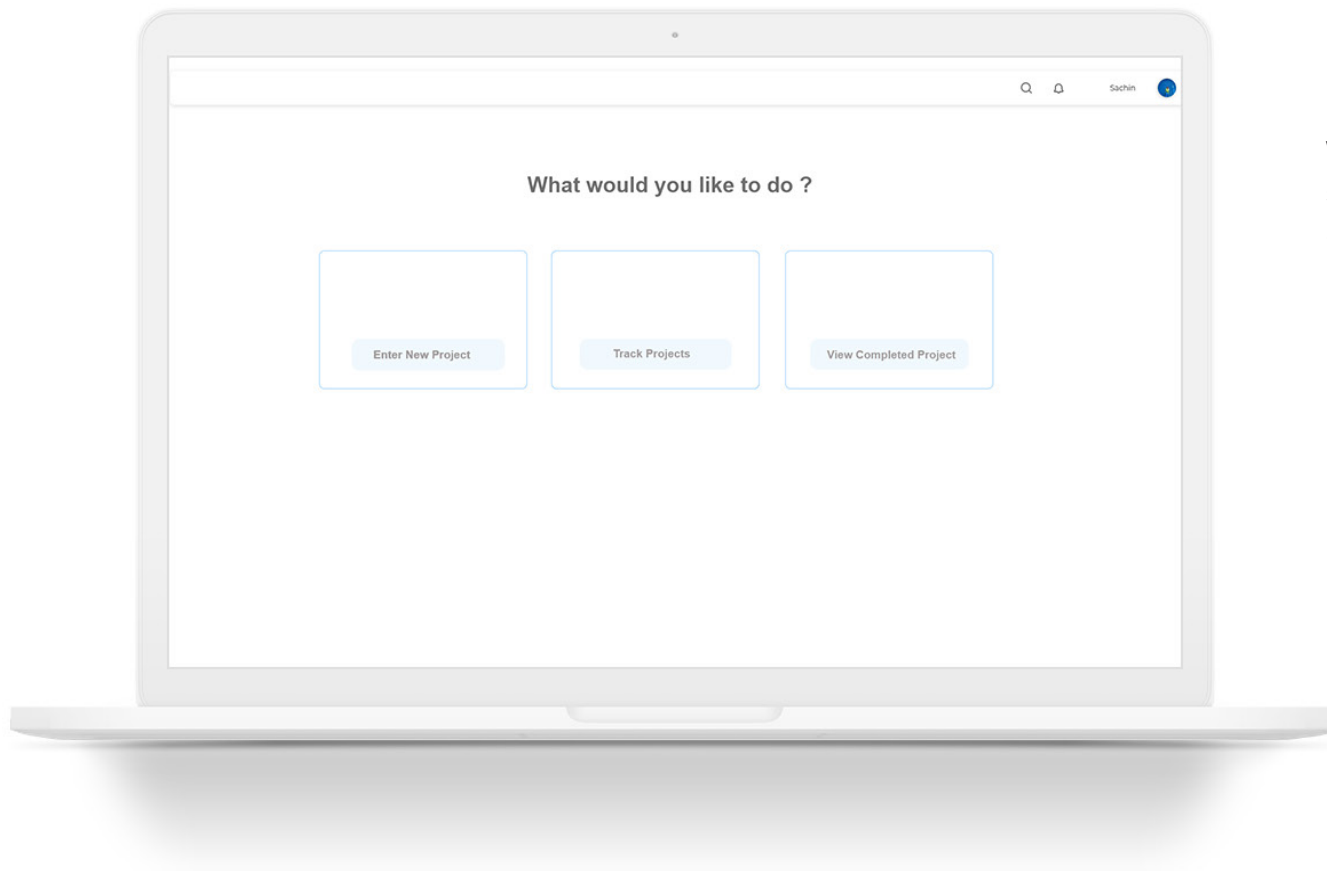 Sachin
What would you like to do ?
Enter New Project
Track Projects
View Completed Project